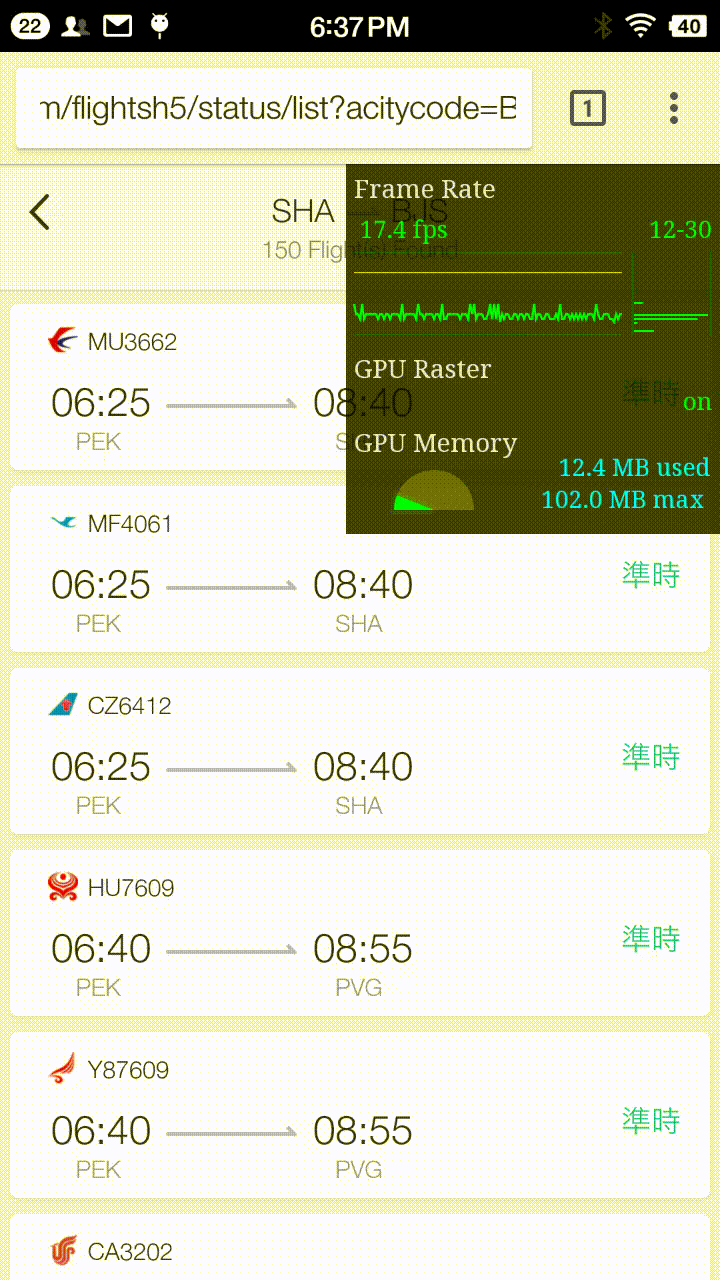 22 6:37 PM 40
m/flightsh5/status/list?acitycode=B 1
SHA BJS
150 Flight(s) Found
Frame Rate
17.4 fps 12-30
GPU Raster
on
GPU Memory
12.4 MB used
102.0 MB max
MU3662
06:25 08:40 準時
PEK S
MF4061
06:25 08:40 準時
PEK SHA
CZ6412
06:25 08:40 準時
PEK SHA
HU7609
06:40 08:55 準時
PEK PVG
Y87609
06:40 08:55 準時
PEK PVG
CA3202